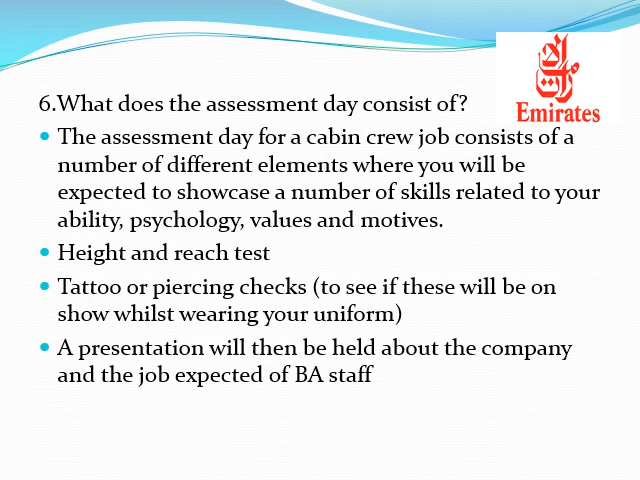 امارات
Emirates
6.What does the assessment day consist of?
The assessment day for a cabin crew job consists of a
number of different elements where you will be
expected to showcase a number of skills related to your
ability, psychology, values and motives.
Height and reach test
Tattoo or piercing checks (to see if these will be on
show whilst wearing your uniform)
A presentation will then be held about the company
and the job expected of BA staff